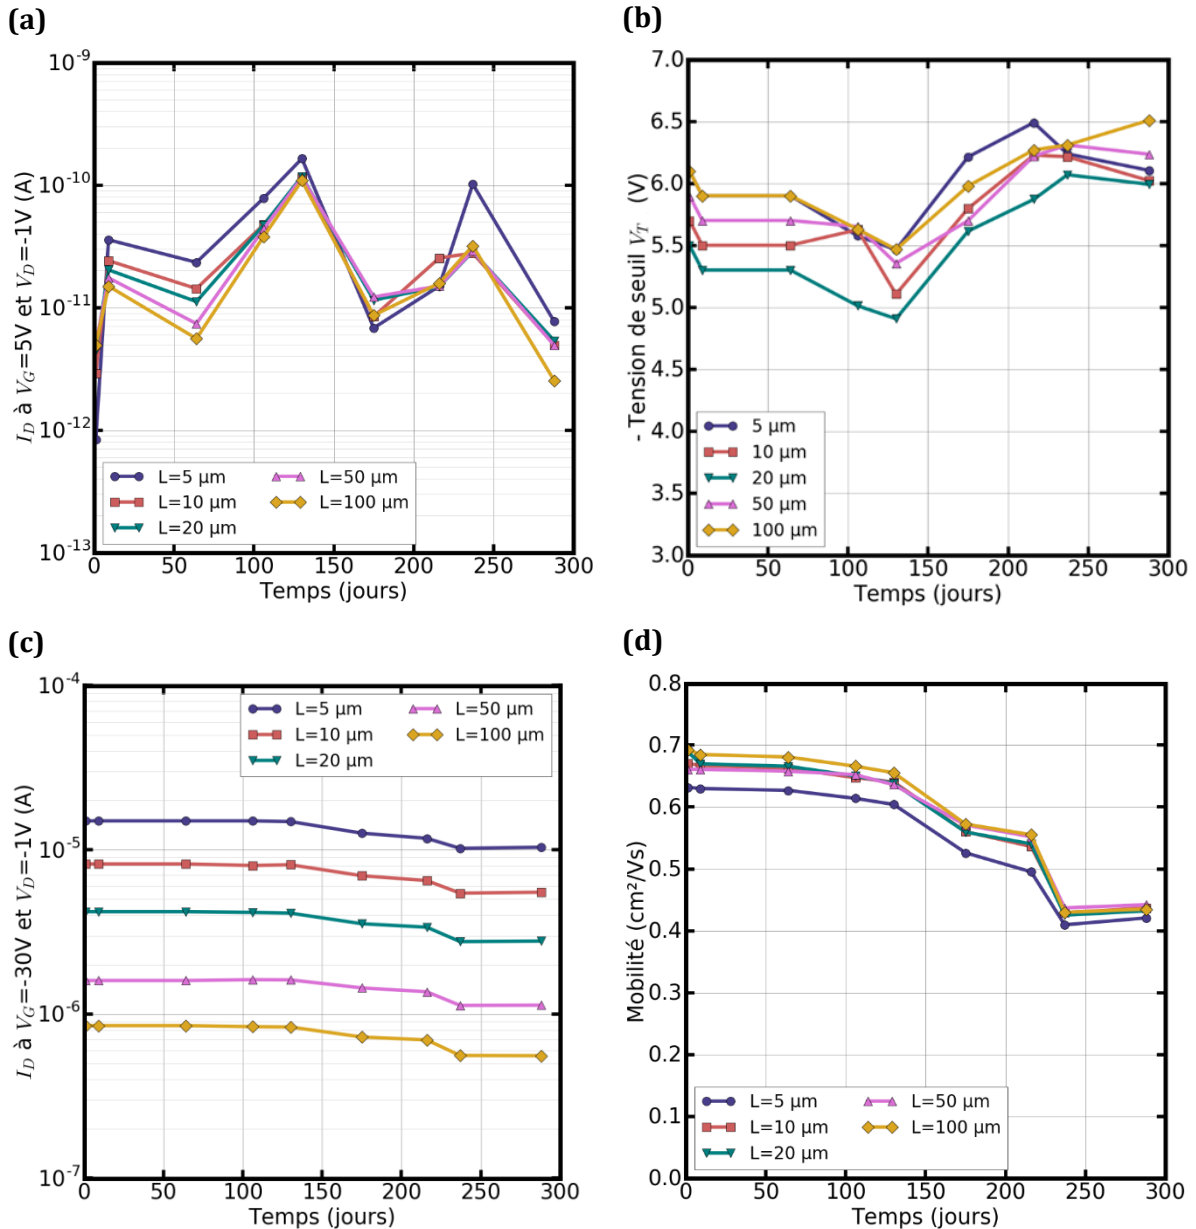 (a)
10⁻⁹
10⁻¹⁰
10⁻¹¹
10⁻¹²
10⁻¹³
I_D à V_G=5V et V_D=-1V (A)
L=5 µm
L=10 µm
L=20 µm
L=50 µm
L=100 µm
0 50 100 150 200 250 300
Temps (jours)
(b)
7.0
6.5
6.0
5.5
5.0
4.5
4.0
3.5
3.0
- Tension de seuil V_T (V)
5 µm
10 µm
20 µm
50 µm
100 µm
0 50 100 150 200 250 300
Temps (jours)
(c)
10⁻⁴
10⁻⁵
10⁻⁶
10⁻⁷
I_D à V_G=-30V et V_D=-1V (A)
L=5 µm
L=10 µm
L=20 µm
L=50 µm
L=100 µm
0 50 100 150 200 250 300
Temps (jours)
(d)
0.8
0.7
0.6
0.5
0.4
0.3
0.2
0.1
0.0
Mobilité (cm²/Vs)
L=5 µm
L=10 µm
L=20 µm
L=50 µm
L=100 µm
0 50 100 150 200 250 300
Temps (jours)